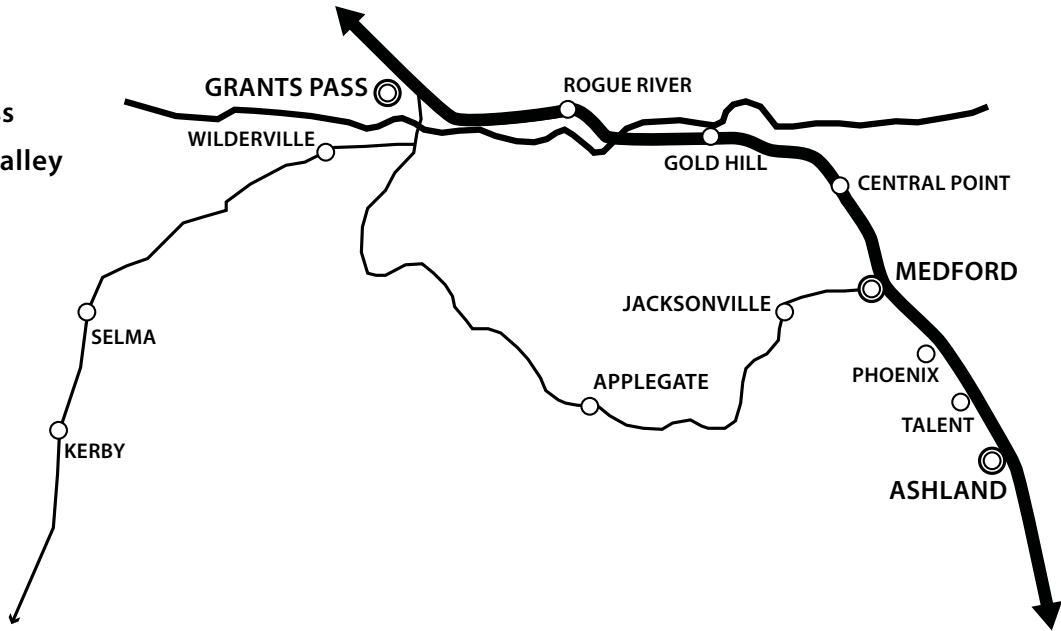 ROGUE RIVER
GRANTS PASS
alley
WILDERVILLE
GOLD HILL
CENTRAL POINT
MEDFORD
JACKSONVILLE
SELMA
PHOENIX
APPLEGATE
TALENT
KERBY
ASHLAND